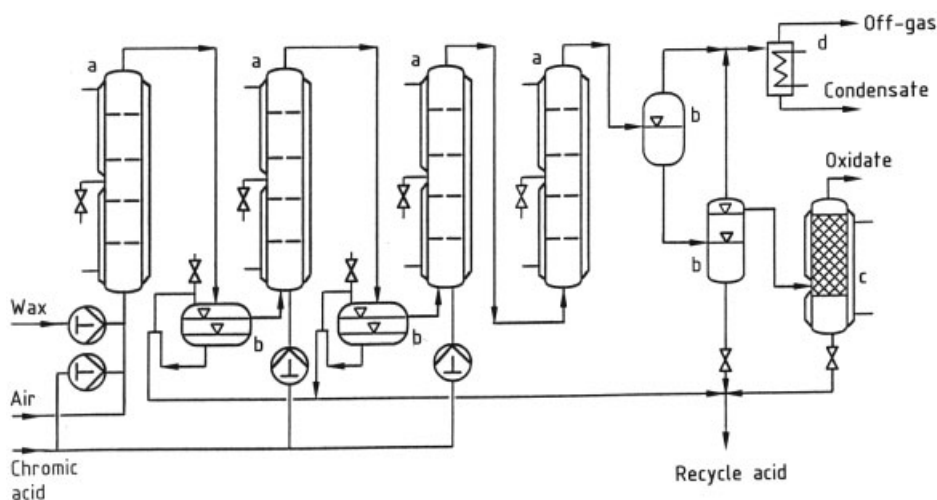 Off-gas
a
a
a
a
d
b
Condensate
Oxidate
b
c
Wax
b
b
Air
Chromic
acid
Recycle acid